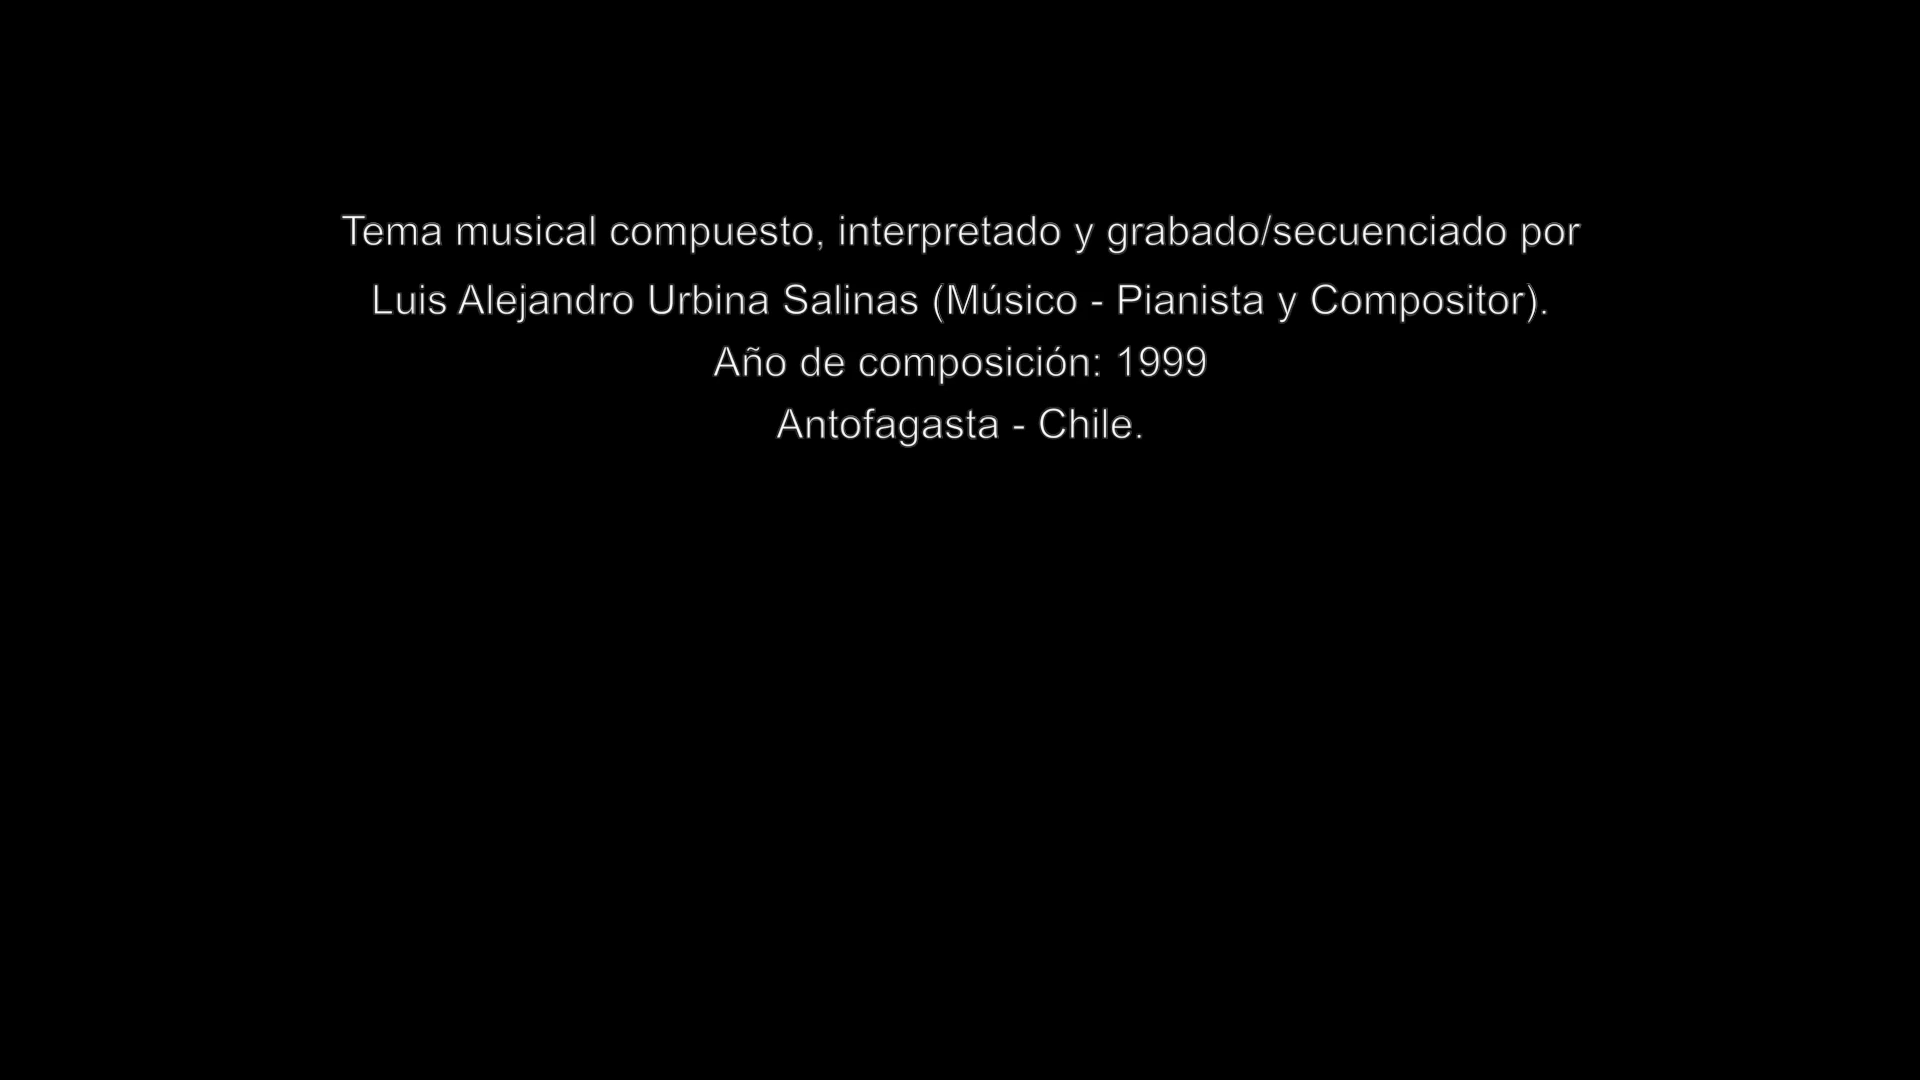 Tema musical compuesto, interpretado y grabado/secuenciado por
Luis Alejandro Urbina Salinas (Músico - Pianista y Compositor).
Año de composición: 1999
Antofagasta - Chile.